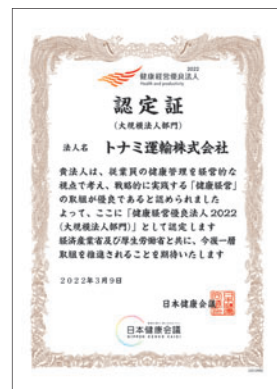 2022
健康経営優良法人
Health and productivity
認定証
(大規模法人部門)
法人名 トナミ運輸株式会社
貴法人は、従業員の健康管理を経営的な
視点で考え、戦略的に実践する「健康経営」
の取組が優良であると認められました
よって、ここに「健康経営優良法人2022
(大規模法人部門)」として認定します
経済産業省及び厚生労働省と共に、今後一層
取組を推進されることを期待いたします
2022年3月9日
日本健康会議
日本健康会議
NIPPON KENKO KAIGI